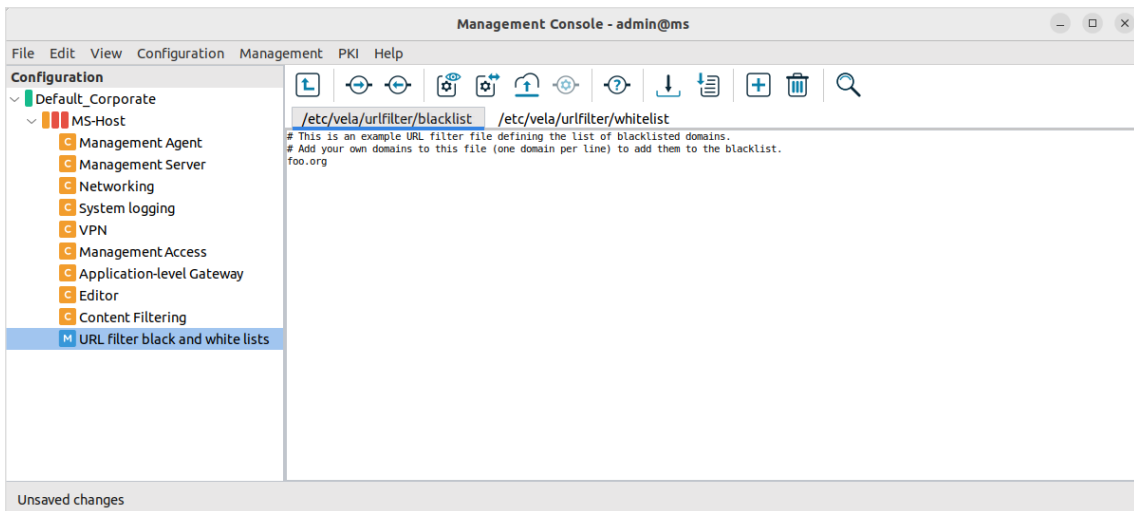 Management Console - admin@ms
File Edit View Configuration Management PKI Help
Configuration
Default_Corporate
MS-Host
C Management Agent
C Management Server
C Networking
C System logging
C VPN
C Management Access
C Application-level Gateway
C Editor
C Content Filtering
M URL filter black and white lists
/etc/vela/urlfilter/blacklist /etc/vela/urlfilter/whitelist
# This is an example URL filter file defining the list of blacklisted domains.
# Add your own domains to this file (one domain per line) to add them to the blacklist.
foo.org
Unsaved changes